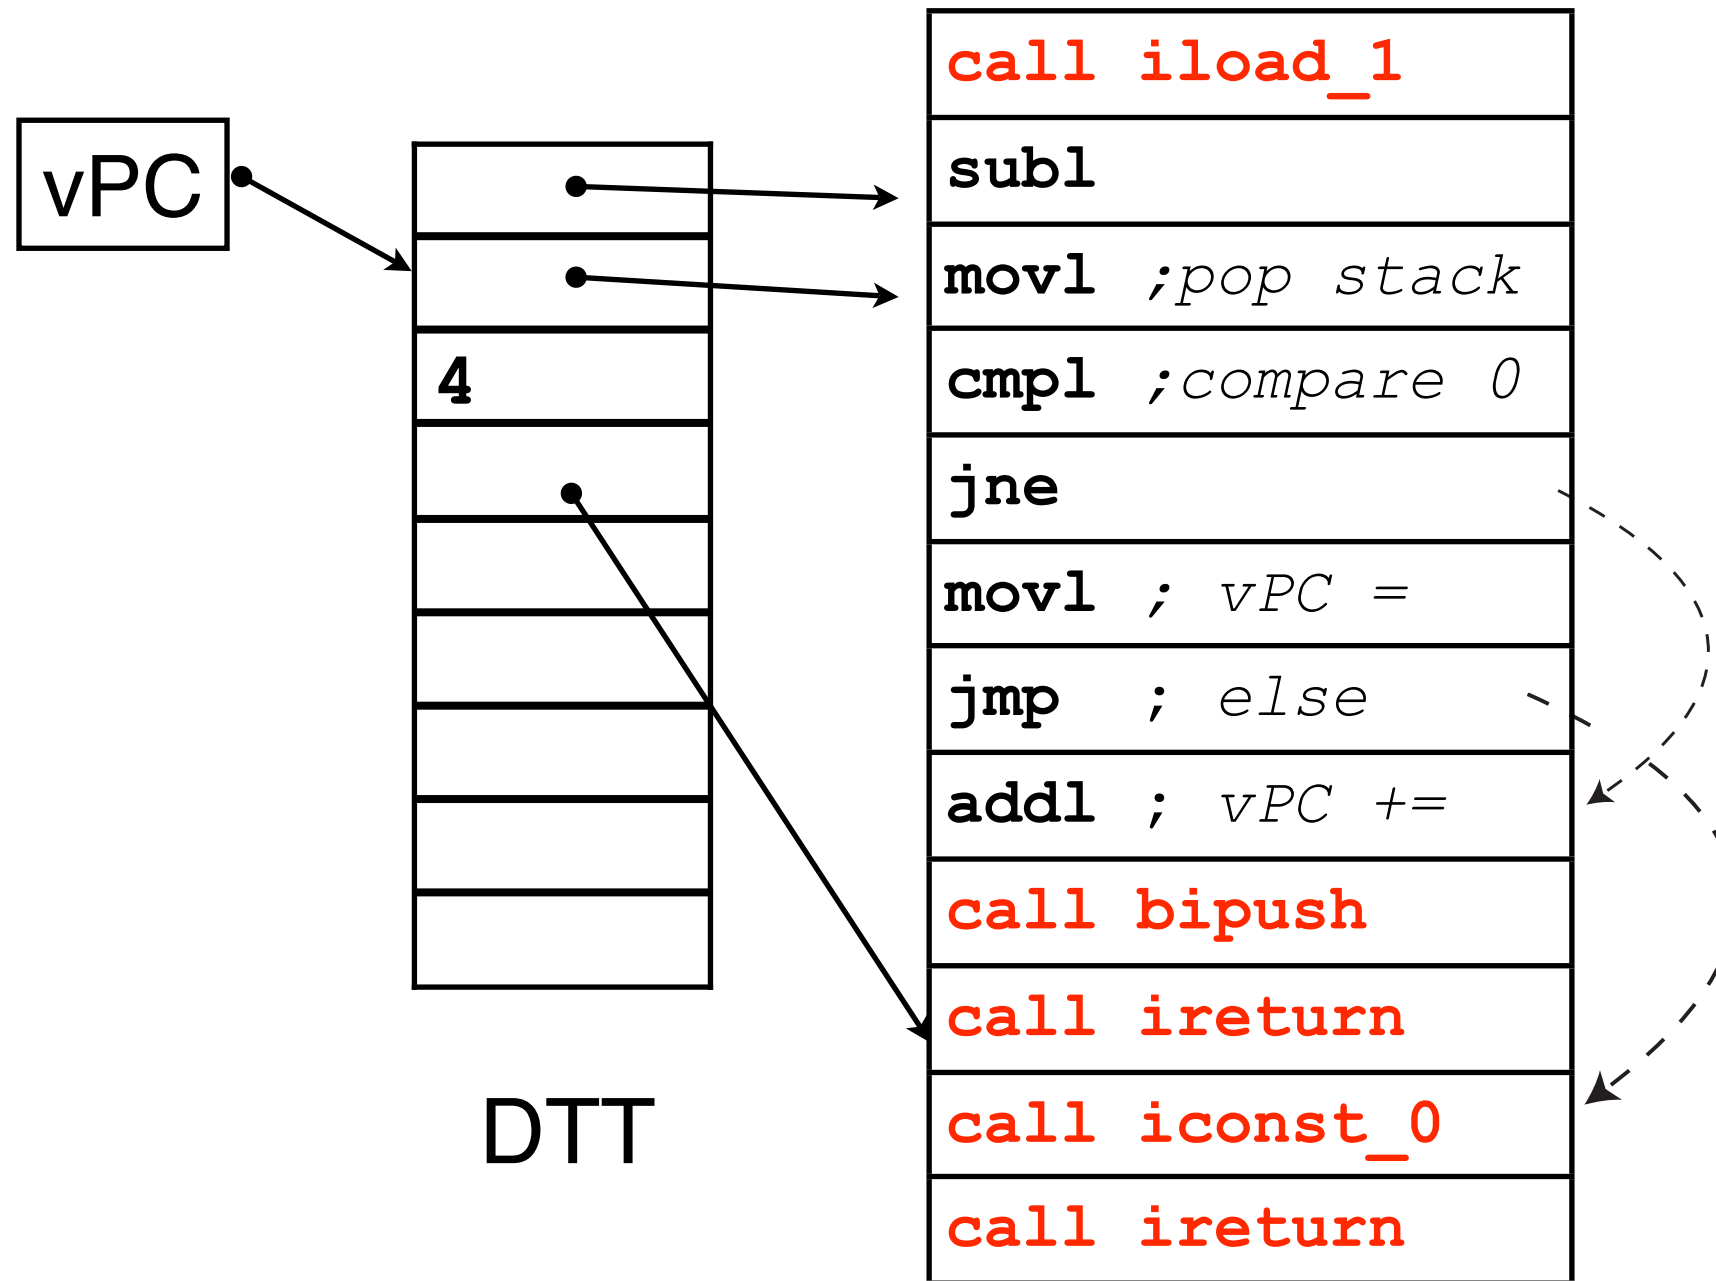 vPC
4
DTT
call iload_1
subl
movl ;pop stack
cmpl ;compare 0
jne
movl ; vPC =
jmp ; else
addl ; vPC +=
call bipush
call ireturn
call iconst_0
call ireturn